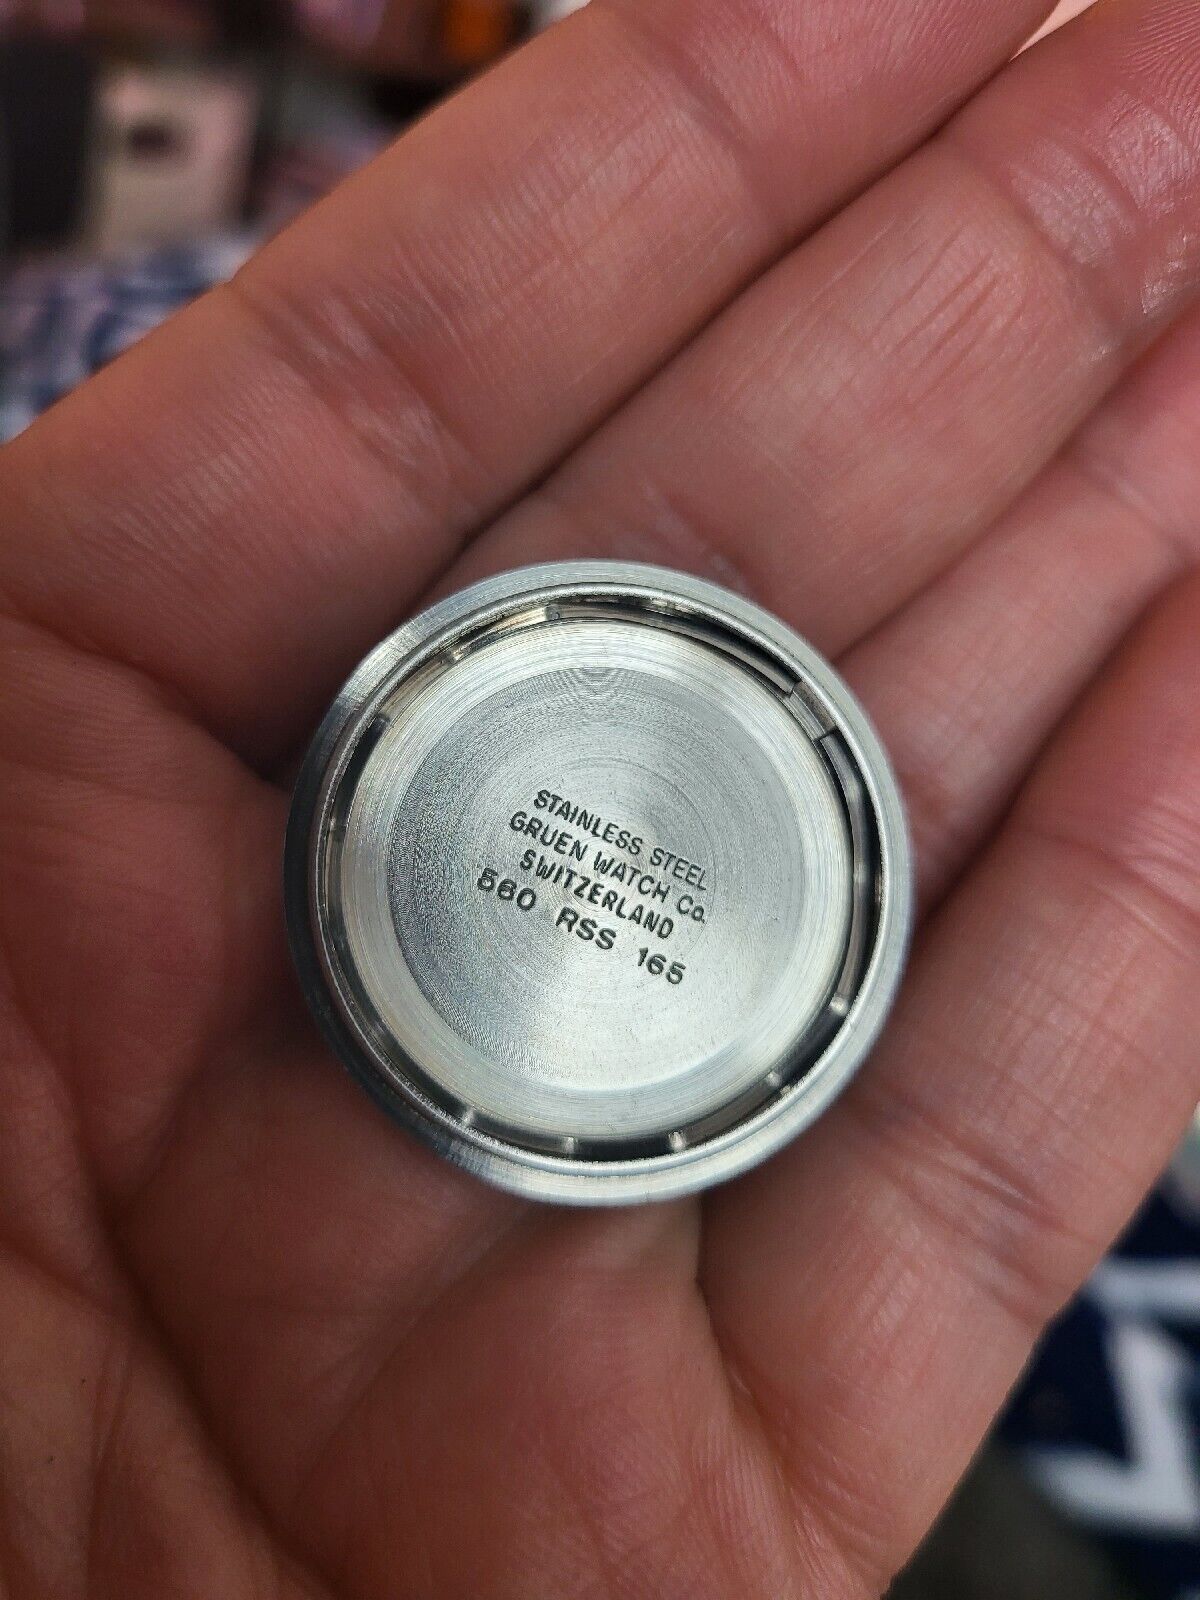 STAINLESS STEEL
GRUEN WATCH Co.
SWITZERLAND
560 RSS 165